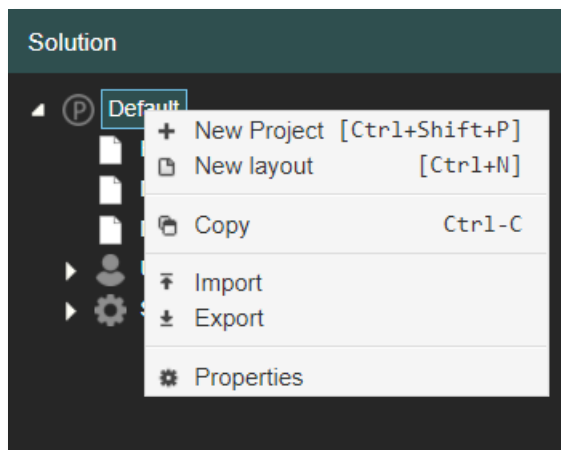 Solution
P Default
New Project [Ctrl+Shift+P]
New layout [Ctrl+N]
Copy Ctrl-C
Import
Export
Properties